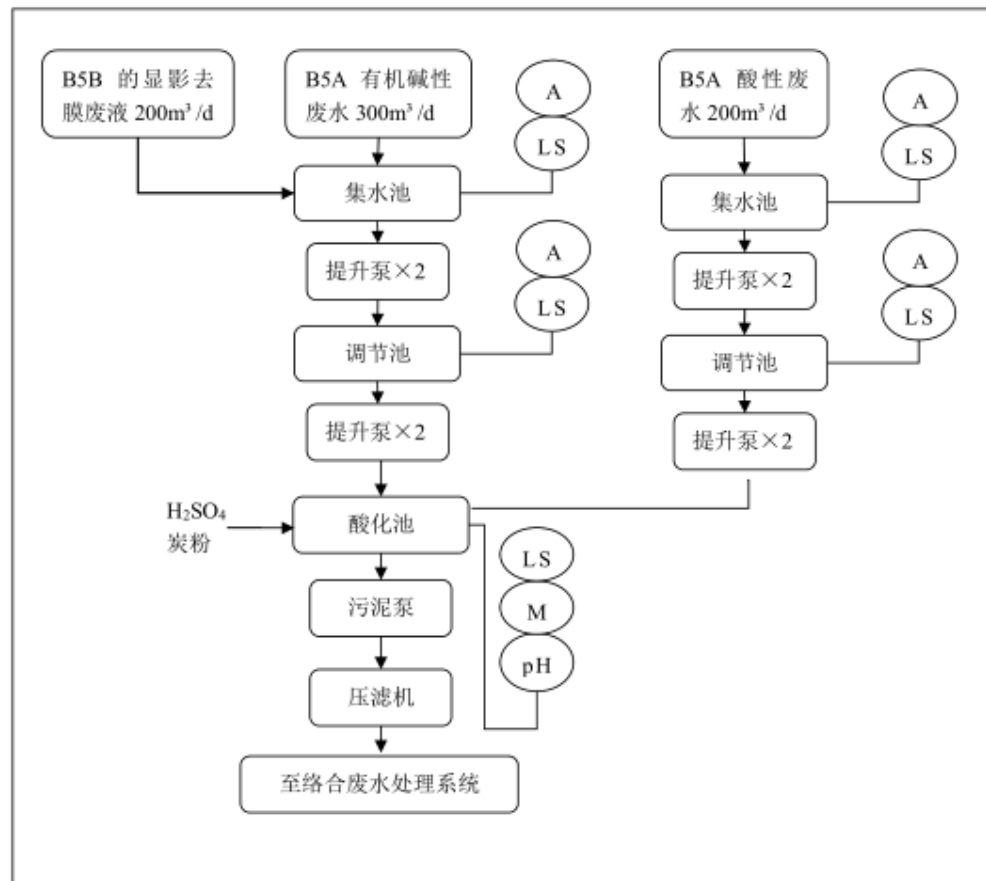 B5B 的显影去
膜废液 200m³ /d
B5A 有机碱性
废水 300m³ /d
A
LS
B5A 酸性废
水 200m³ /d
A
LS
集水池
集水池
提升泵×2
A
LS
提升泵×2
A
LS
调节池
调节池
提升泵×2
提升泵×2
H₂SO₄
炭粉
酸化池
LS
M
pH
污泥泵
压滤机
至络合废水处理系统